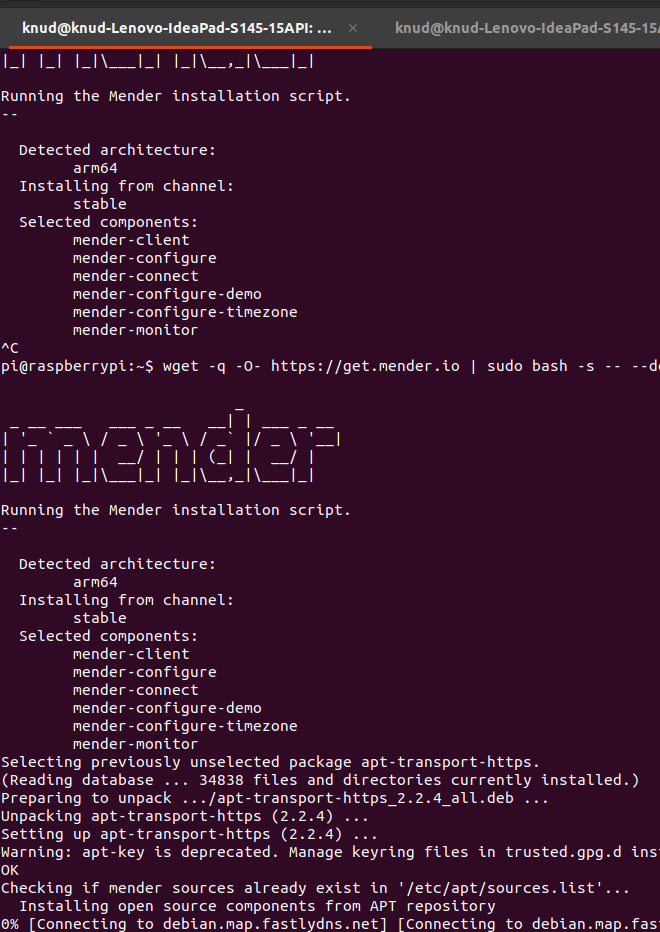 knud@knud-Lenovo-IdeaPad-S145-15API: ... × knud@knud-Lenovo-IdeaPad-S145-15A
|_| |_| |_|\___|_| |_|\__,_|\___|_|
Running the Mender installation script.
--
Detected architecture:
arm64
Installing from channel:
stable
Selected components:
mender-client
mender-configure
mender-connect
mender-configure-demo
mender-configure-timezone
mender-monitor
^C
pi@raspberrypi:~$ wget -q -O- https://get.mender.io | sudo bash -s -- --de
_
_ __ ___   ___ _ __   __| | ___ _ __
| '_ ` _ \ / _ \ '_ \ / _` |/ _ \ '__|
| | | | | |  __/ | | | (_| |  __/ |
|_| |_| |_|\___|_| |_|\__,_|\___|_|
Running the Mender installation script.
--
Detected architecture:
arm64
Installing from channel:
stable
Selected components:
mender-client
mender-configure
mender-connect
mender-configure-demo
mender-configure-timezone
mender-monitor
Selecting previously unselected package apt-transport-https.
(Reading database ... 34838 files and directories currently installed.)
Preparing to unpack .../apt-transport-https_2.2.4_all.deb ...
Unpacking apt-transport-https (2.2.4) ...
Setting up apt-transport-https (2.2.4) ...
Warning: apt-key is deprecated. Manage keyring files in trusted.gpg.d ins
OK
Checking if mender sources already exist in '/etc/apt/sources.list'...
Installing open source components from APT repository
0% [Connecting to debian.map.fastlydns.net] [Connecting to debian.map.fas